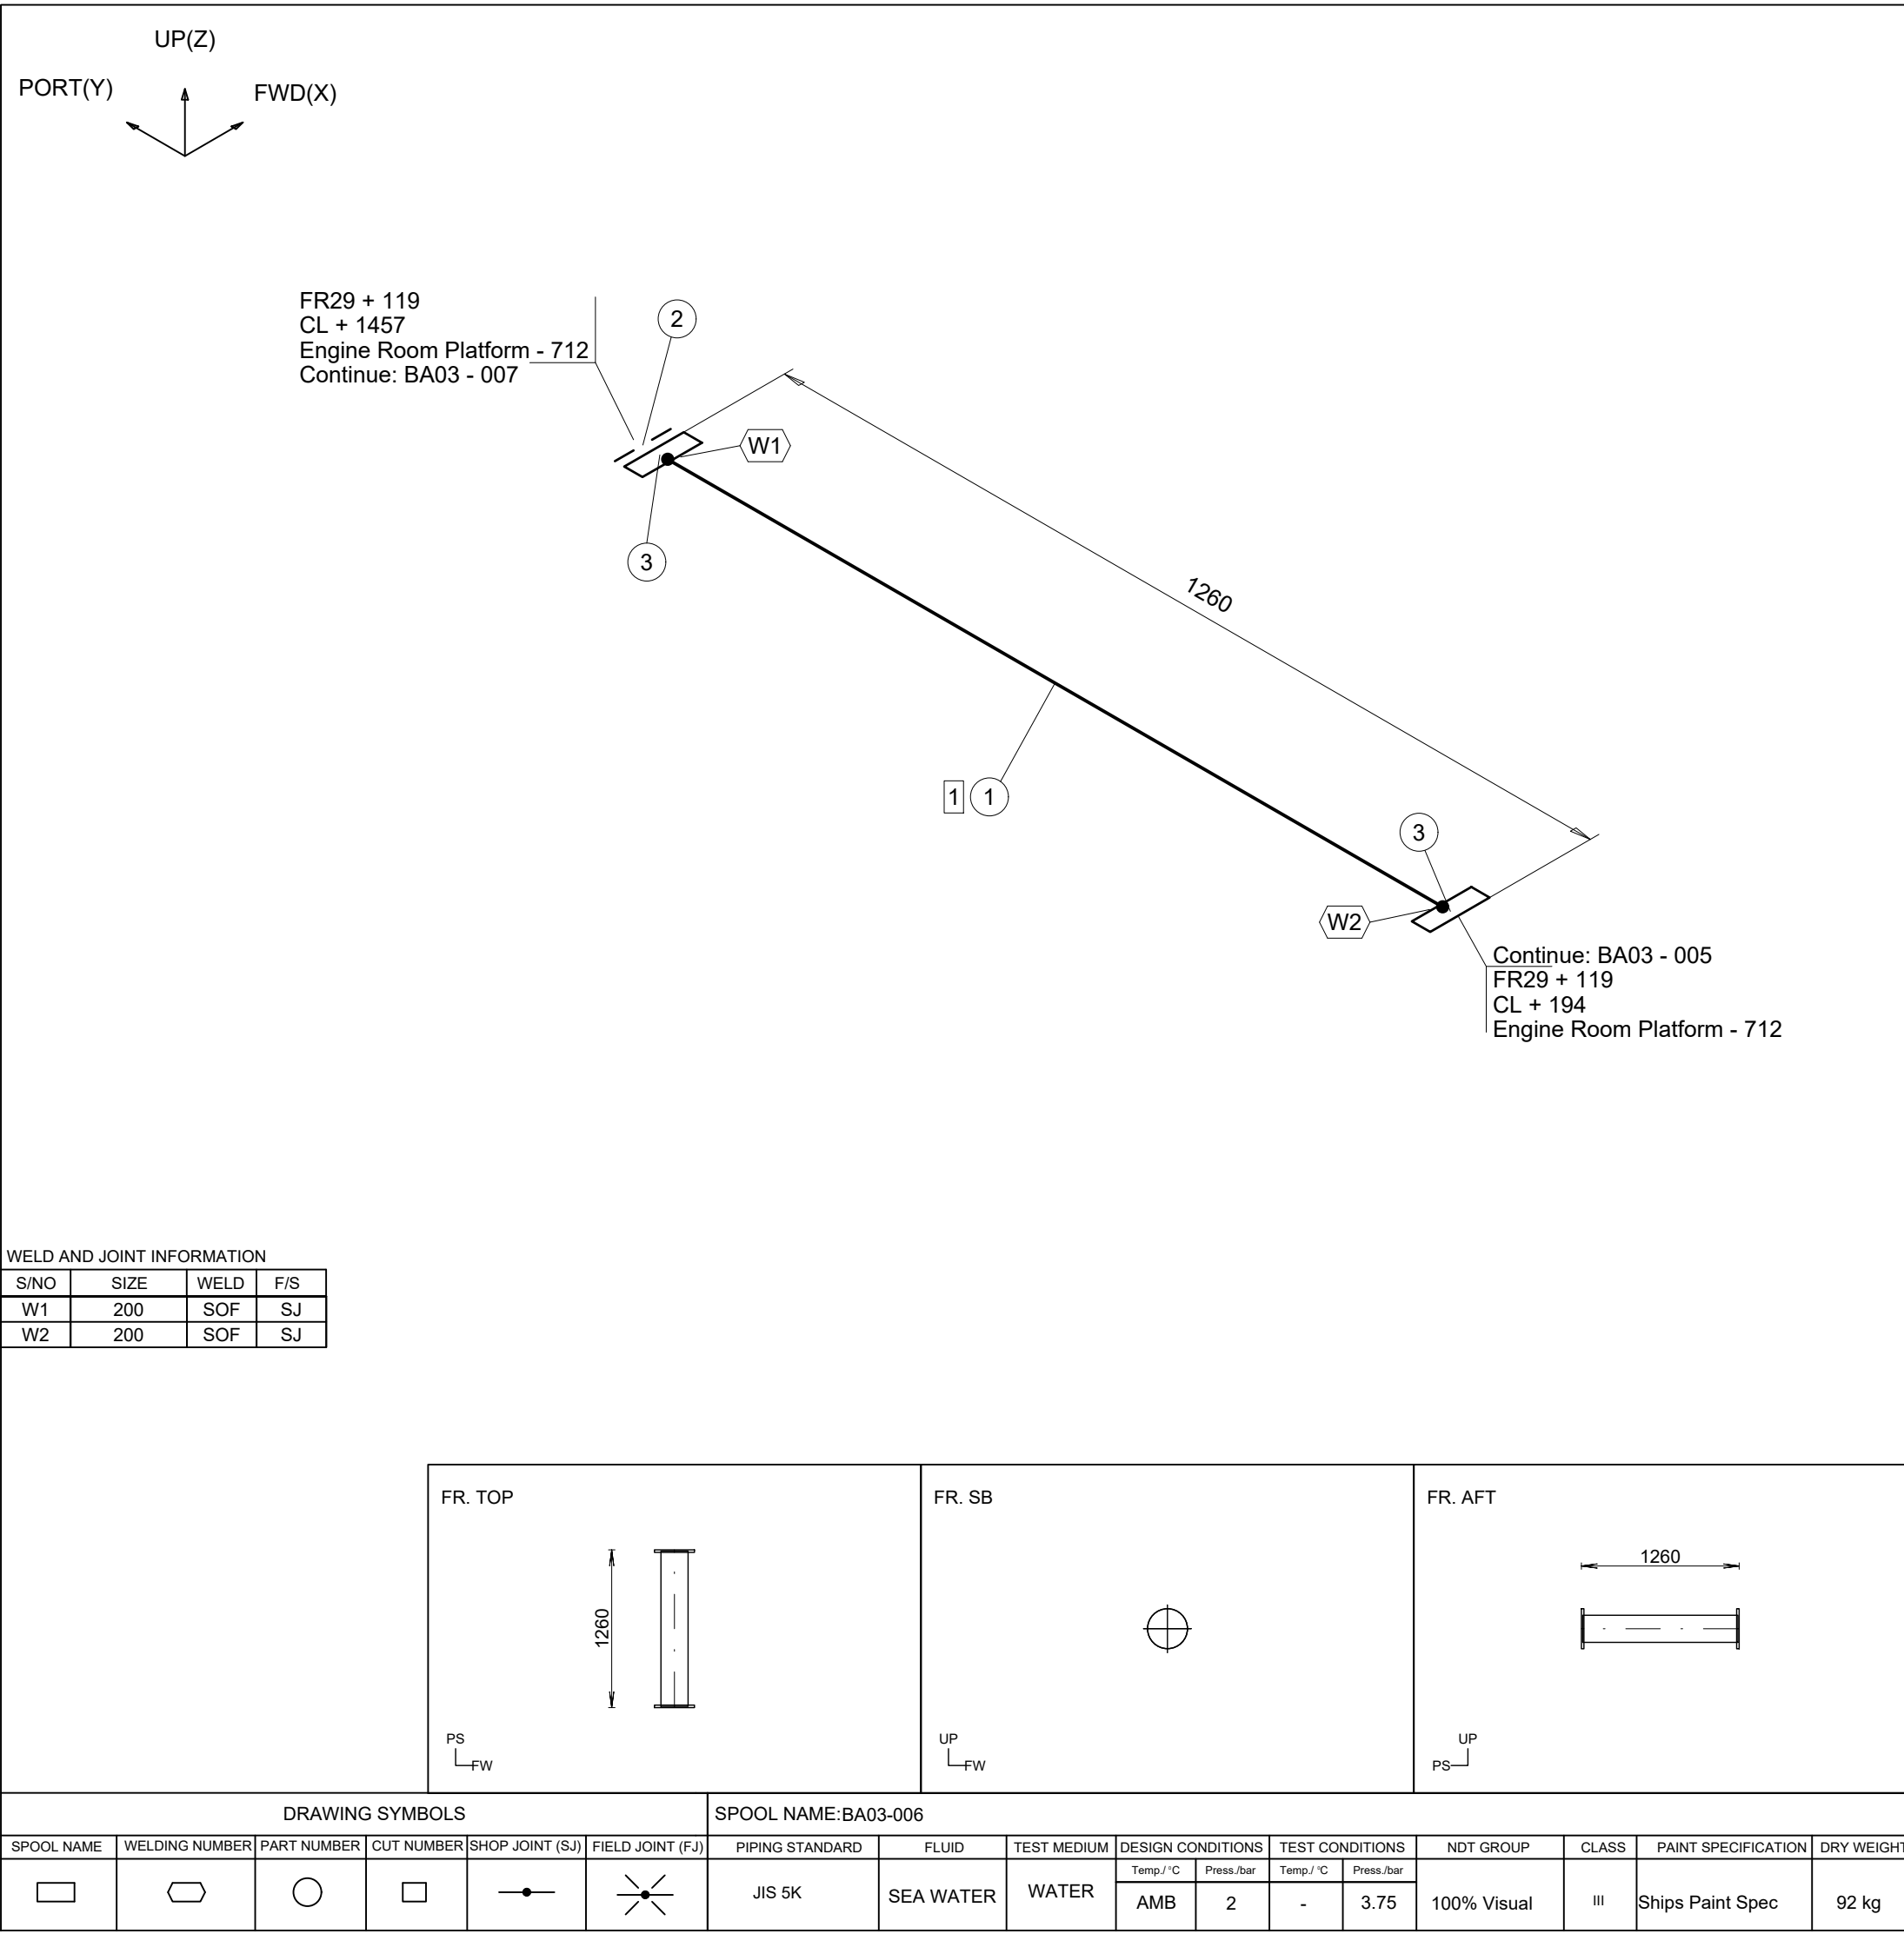 UP(Z)
PORT(Y)
FWD(X)
FR29 + 119
CL + 1457
Engine Room Platform - 712
Continue: BA03 - 007
2
W1
3
1260
1 1
3
W2
Continue: BA03 - 005
FR29 + 119
CL + 194
Engine Room Platform - 712
WELD AND JOINT INFORMATION
S/NO SIZE WELD F/S
W1 200 SOF SJ
W2 200 SOF SJ
FR. TOP
1260
PS
FW
FR. SB
UP
FW
FR. AFT
1260
UP
PS
DRAWING SYMBOLS
SPOOL NAME:BA03-006
SPOOL NAME WELDING NUMBER PART NUMBER CUT NUMBER SHOP JOINT (SJ) FIELD JOINT (FJ) PIPING STANDARD FLUID TEST MEDIUM DESIGN CONDITIONS TEST CONDITIONS NDT GROUP CLASS PAINT SPECIFICATION DRY WEIGHT
Temp./ °C Press./bar Temp./ °C Press./bar
JIS 5K SEA WATER WATER AMB 2 - 3.75 100% Visual III Ships Paint Spec 92 kg